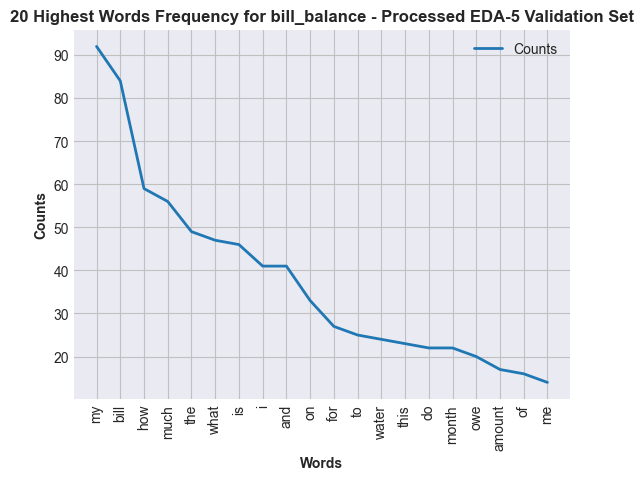 20 Highest Words Frequency for bill_balance - Processed EDA-5 Validation Set
Counts
90
80
70
60
50
40
30
20
Counts
my
bill
how
much
the
what
is
i
and
on
for
to
water
this
do
month
owe
amount
of
me
Words